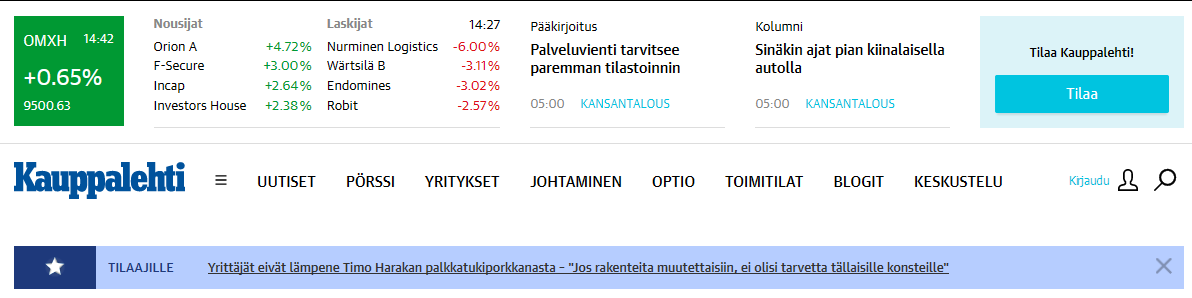 OMXH 14:42
+0.65%
9500.63
Nousijat
Orion A +4.72%
F-Secure +3.00%
Incap +2.64%
Investors House +2.38%
Laskijat 14:27
Nurminen Logistics -6.00%
Wärtsilä B -3.11%
Endomines -3.02%
Robit -2.57%
Pääkirjoitus
Palveluvienti tarvitsee
paremman tilastoinnin
05:00 KANSANTALOUS
Kolumni
Sinäkin ajat pian kiinalaisella
autolla
05:00 KANSANTALOUS
Tilaa Kauppalehti!
Tilaa
Kauppalehti
UUTISET PÖRSSI YRITYKSET JOHTAMINEN OPTIO TOIMITILAT BLOGIT KESKUSTELU
Kirjaudu
TILAAJILLE Yrittäjät eivät lämpene Timo Harakan palkkatukiporkkanasta – "Jos rakenteita muutettaisiin, ei olisi tarvetta tällaisille konsteille"